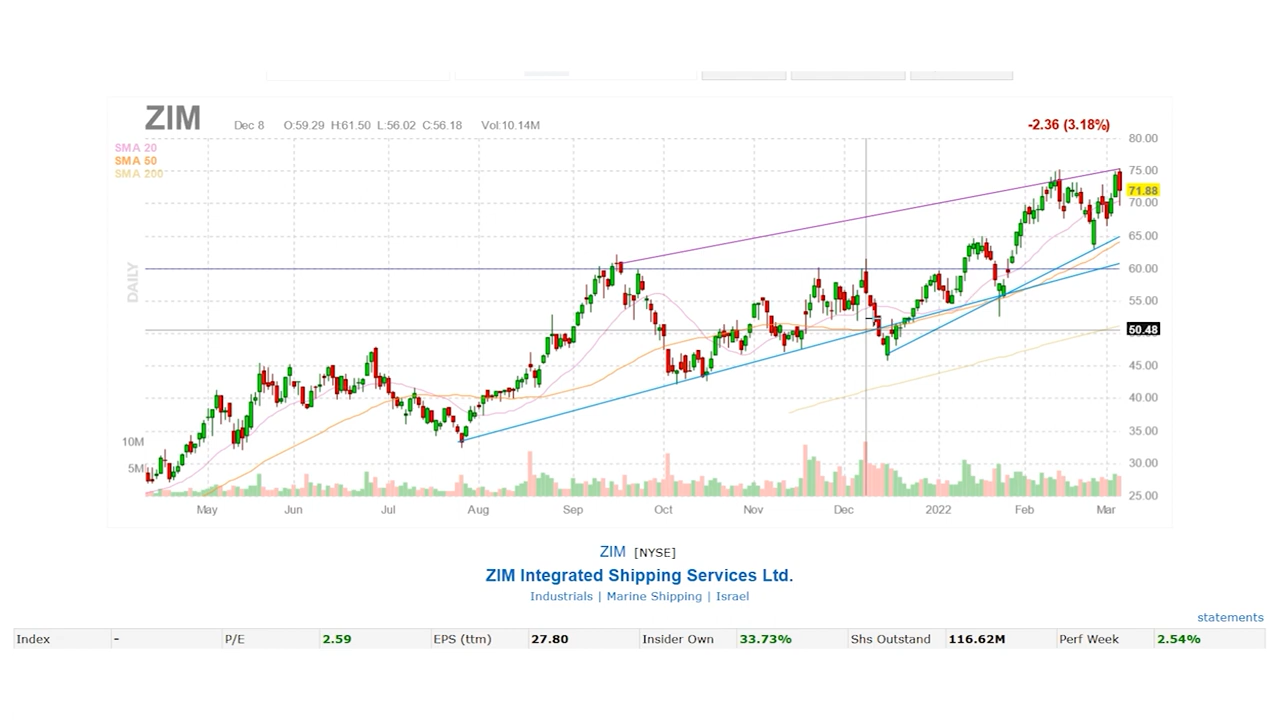 ZIM Dec 8 O:59.29 H:61.50 L:56.02 C:56.18 Vol:10.14M -2.36 (3.18%)
SMA 20
SMA 50
SMA 200
DAILY
80.00
75.00
71.88
70.00
65.00
60.00
55.00
50.48
45.00
40.00
35.00
10M
5M
30.00
25.00
May Jun Jul Aug Sep Oct Nov Dec 2022 Feb Mar
ZIM [NYSE]
ZIM Integrated Shipping Services Ltd.
Industrials | Marine Shipping | Israel
statements
Index - P/E 2.59 EPS (ttm) 27.80 Insider Own 33.73% Shs Outstand 116.62M Perf Week 2.54%